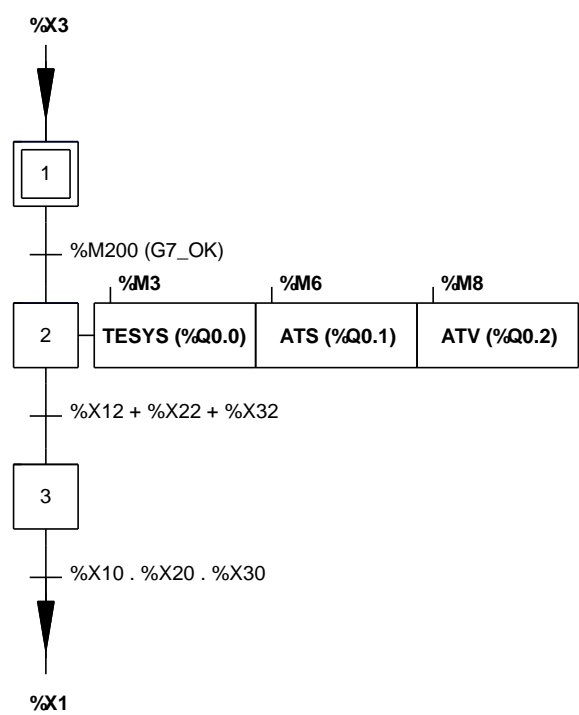 %X3
1
%M200 (G7_OK)
%M3 %M6 %M8
2 TESYS (%Q0.0) ATS (%Q0.1) ATV (%Q0.2)
%X12 + %X22 + %X32
3
%X10 . %X20 . %X30
%X1